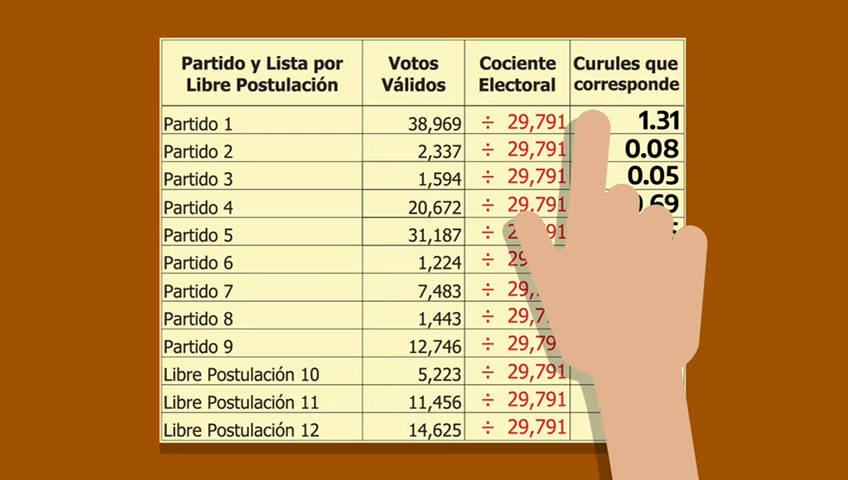 Partido y Lista por Libre Postulación Votos Válidos Cociente Electoral Curules que corresponde
Partido 1 38,969 ÷ 29,791 1.31
Partido 2 2,337 ÷ 29,791 0.08
Partido 3 1,594 ÷ 29,791 0.05
Partido 4 20,672 ÷ 29,791 .69
Partido 5 31,187 ÷
Partido 6 1,224 ÷
Partido 7 7,483 ÷
Partido 8 1,443 ÷
Partido 9 12,746 ÷
Libre Postulación 10 5,223 ÷ 29,791
Libre Postulación 11 11,456 ÷ 29,791
Libre Postulación 12 14,625 ÷ 29,791